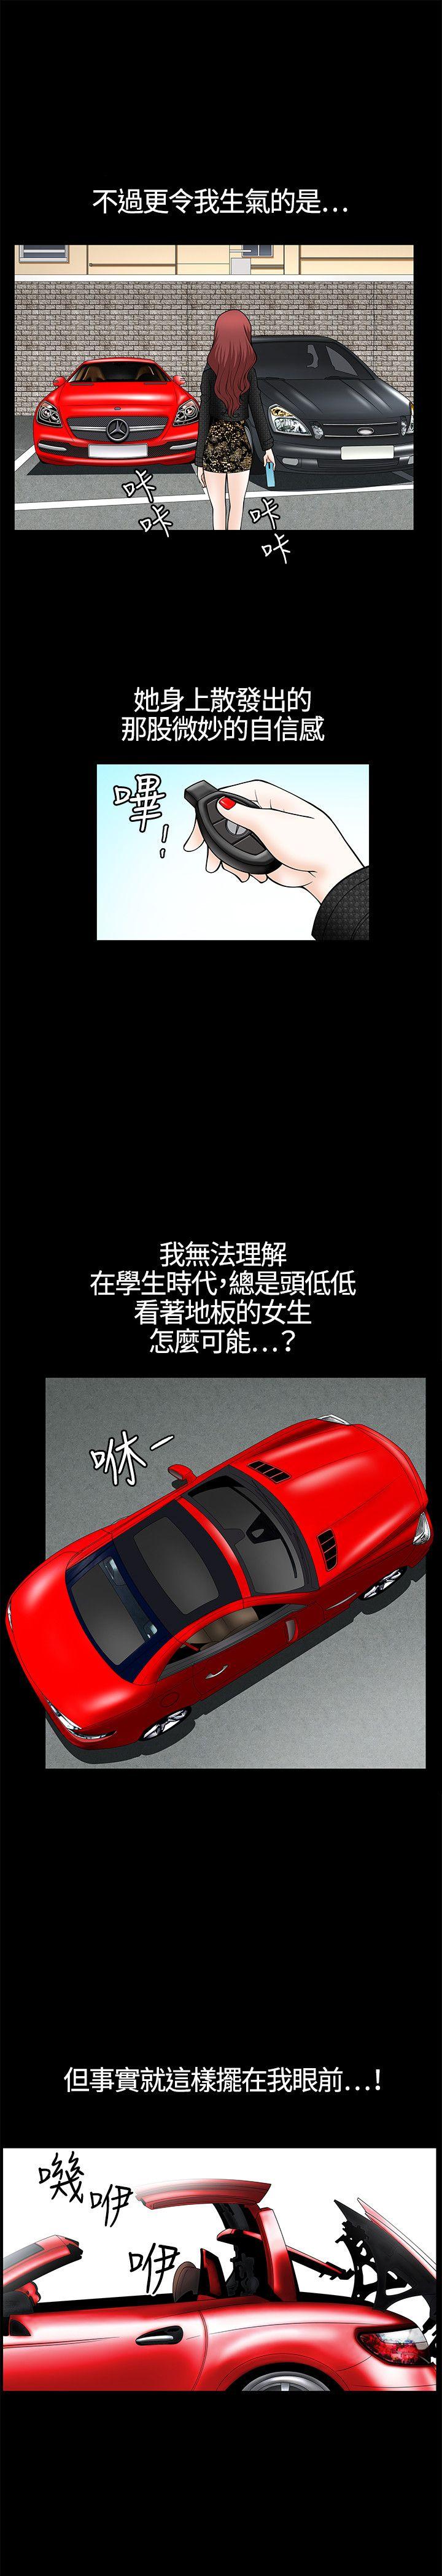 不過更令我生氣的是...
咔
咔
咔
咔
她身上散發出的
那股微妙的自信感
嗶
!
我無法理解
在學生時代,總是頭低低
看著地板的女生
怎麼可能...?
咻一
但事實就這樣擺在我眼前...!
嘰
咿
咿